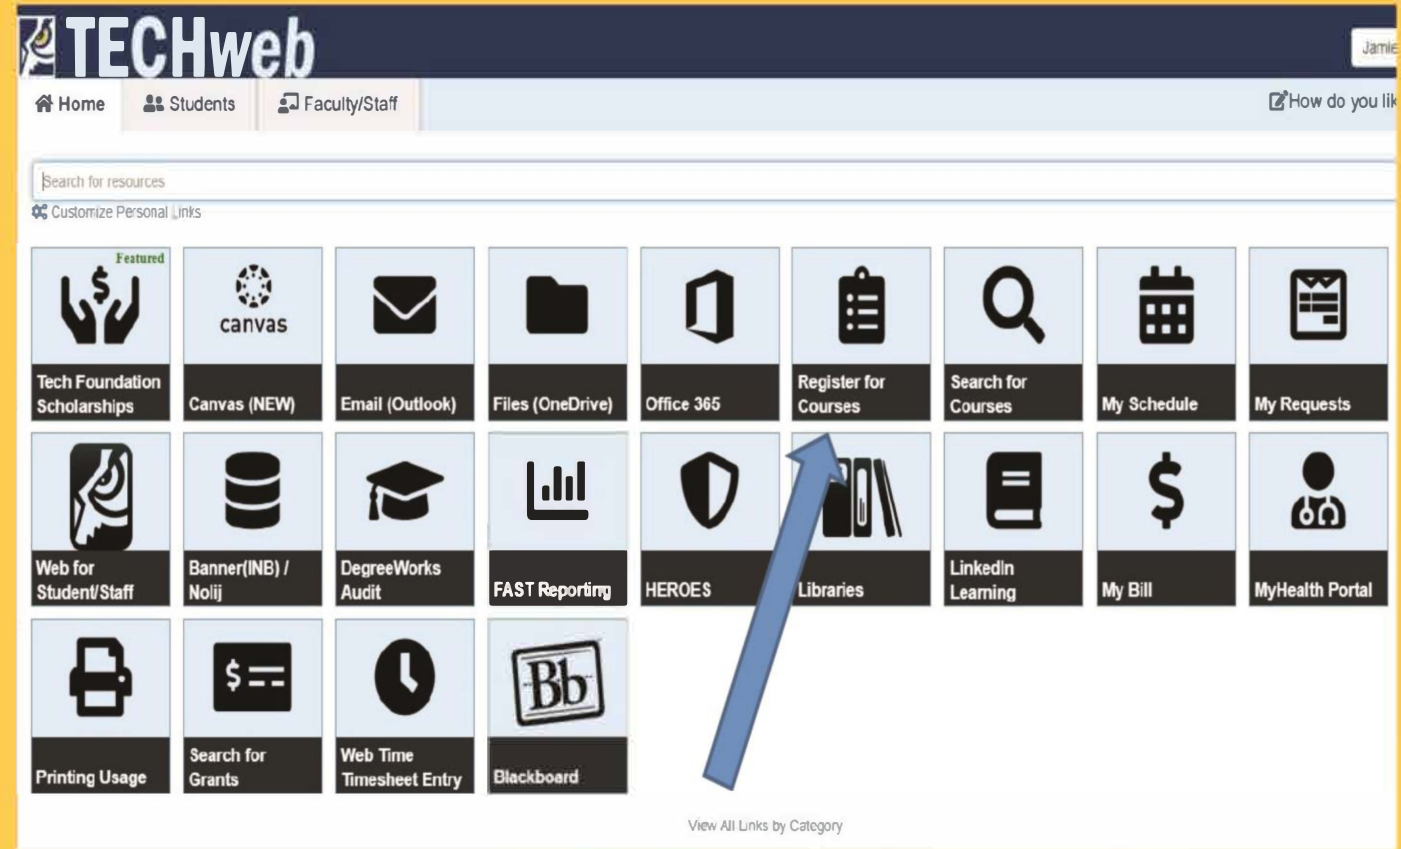 TECHweb
Jamie
Home Students Faculty/Staff
How do you lik
Search for resources
Customize Personal Links
Featured
canvas
Tech Foundation
Scholarships
Canvas (NEW)
Email (Outlook)
Files (OneDrive)
Office 365
Register for
Courses
Search for
Courses
My Schedule
My Requests
Web for
Student/Staff
Banner(INB) /
Nolij
DegreeWorks
Audit
FAST Reporting
HEROES
Libraries
LinkedIn
Learning
My Bill
MyHealth Portal
Bb
Printing Usage
Search for
Grants
Web Time
Timesheet Entry
Blackboard
View All Links by Category